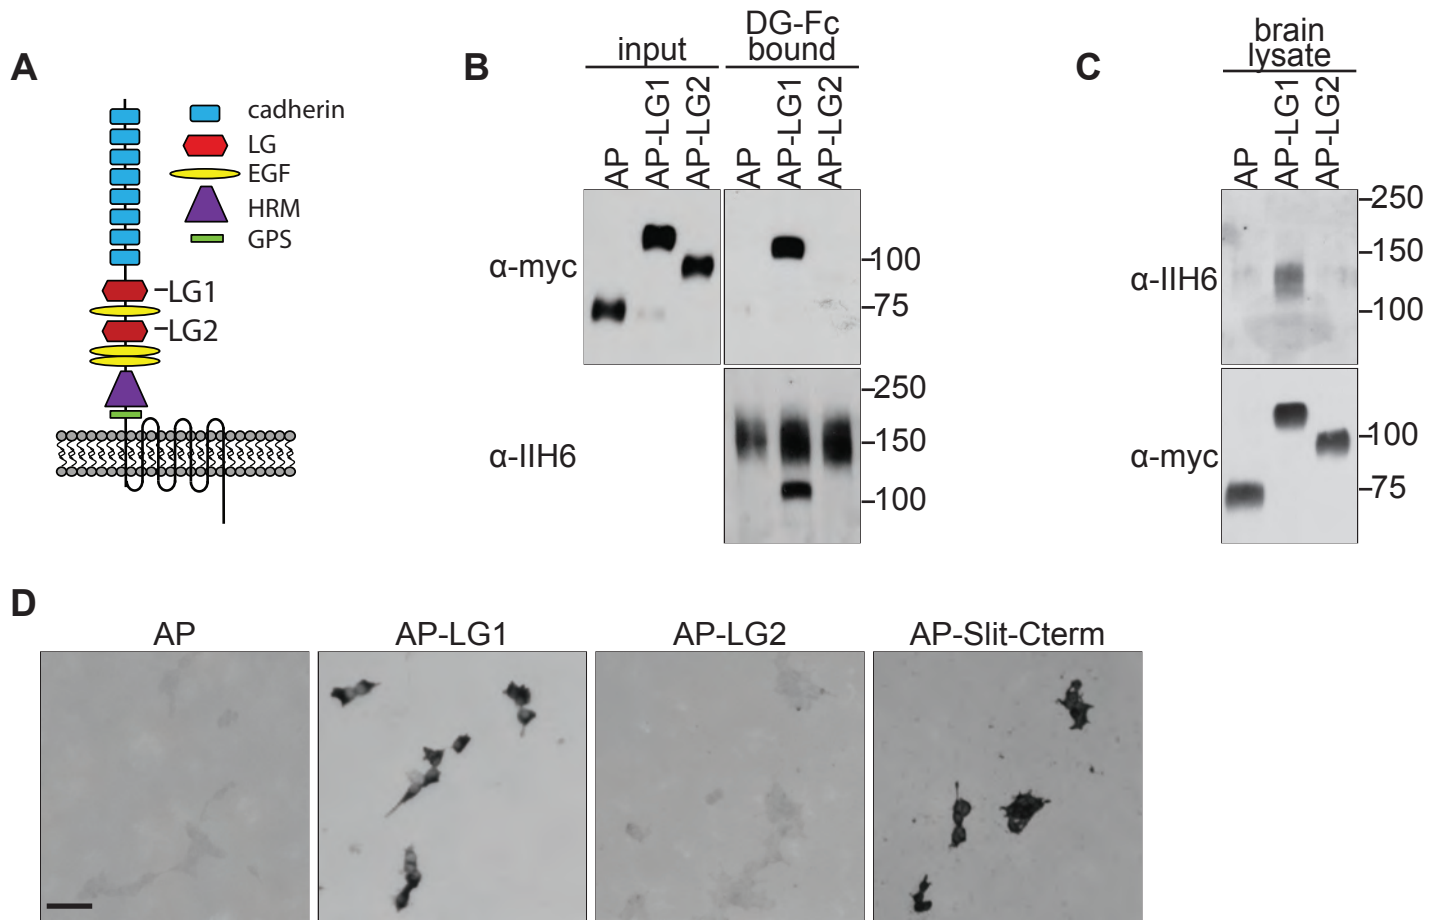 A
cadherin
LG
EGF
HRM
GPS
LG1
LG2
B
input
DG-Fc
bound
AP
AP-LG1
AP-LG2
AP
AP-LG1
AP-LG2
α-myc
100
75
α-IIH6
250
150
100
C
brain
lysate
AP
AP-LG1
AP-LG2
α-IIH6
250
150
100
α-myc
100
75
D
AP
AP-LG1
AP-LG2
AP-Slit-Cterm